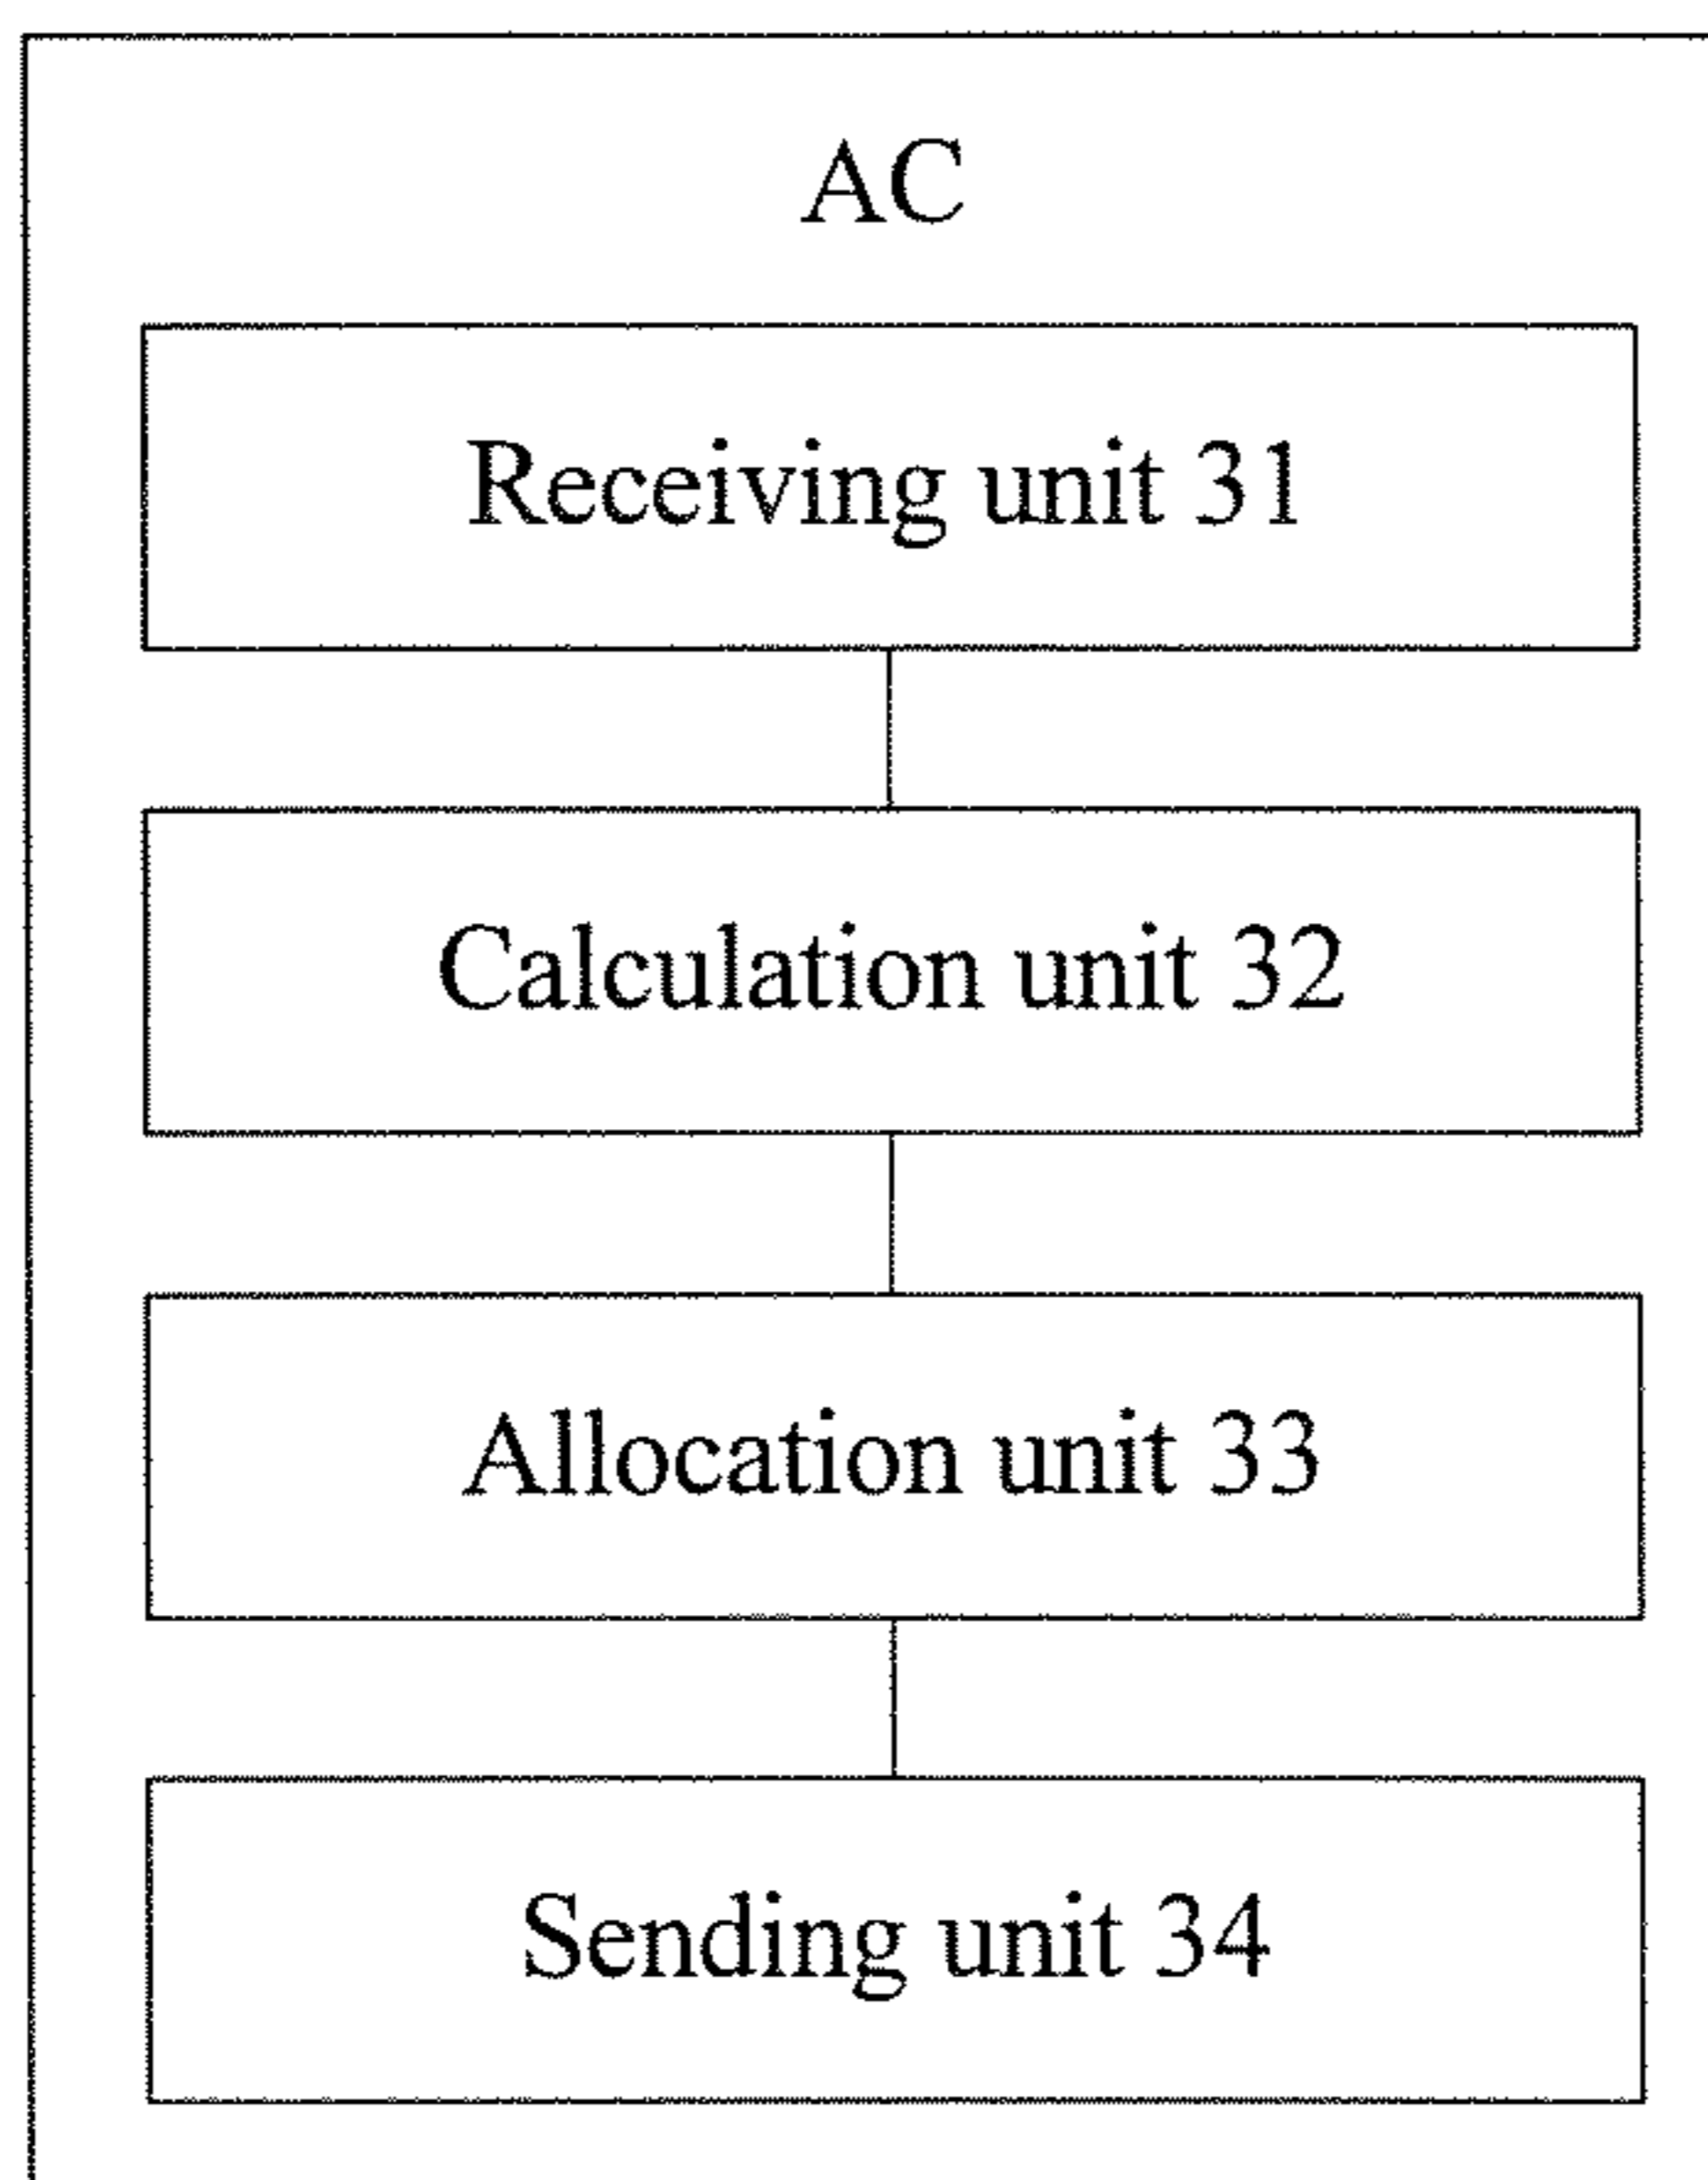 AC
Receiving unit 31
Calculation unit 32
Allocation unit 33
Sending unit 34